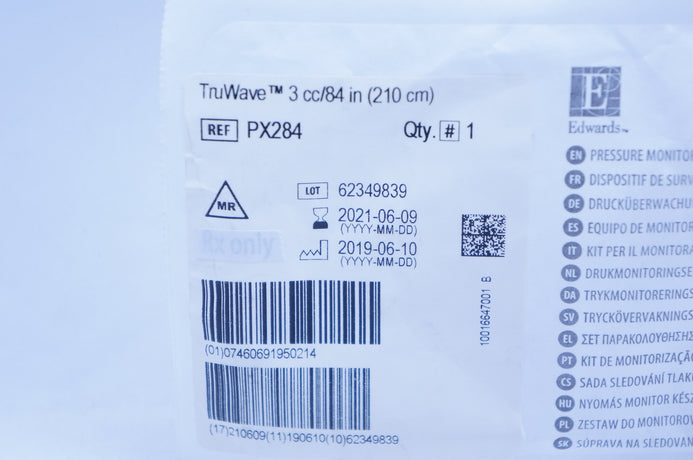 TruWave™ 3 cc/84 in (210 cm)
REF PX284 Qty. # 1
MR
LOT 62349839
2021-06-09
(YYYY-MM-DD)
Rx only
2019-06-10
(YYYY-MM-DD)
(01)07460691950214
(17)210609(11)190610(10)62349839
10016647001 B
E
Edwards™
EN PRESSURE MONITO
FR DISPOSITIF DE SURV
DE DRUCKÜBERWACHU
ES EQUIPO DE MONITOR
IT KIT PER IL MONITORA
NL DRUKMONITORINGSE
DA TRYKMONITORERINGS
SV TRYCKÖVERVAKNINGS
EL ΣΕΤ ΠΑΡΑΚΟΛΟΥΘΗΣΗΣ
PT KIT DE MONITORIZAÇÃ
CS SADA SLEDOVÁNÍ TLAK
HU NYOMÁS MONITOR KÉSZ
PL ZESTAW DO MONITOROV
SK SÚPRAVA NA SLEDOVAN